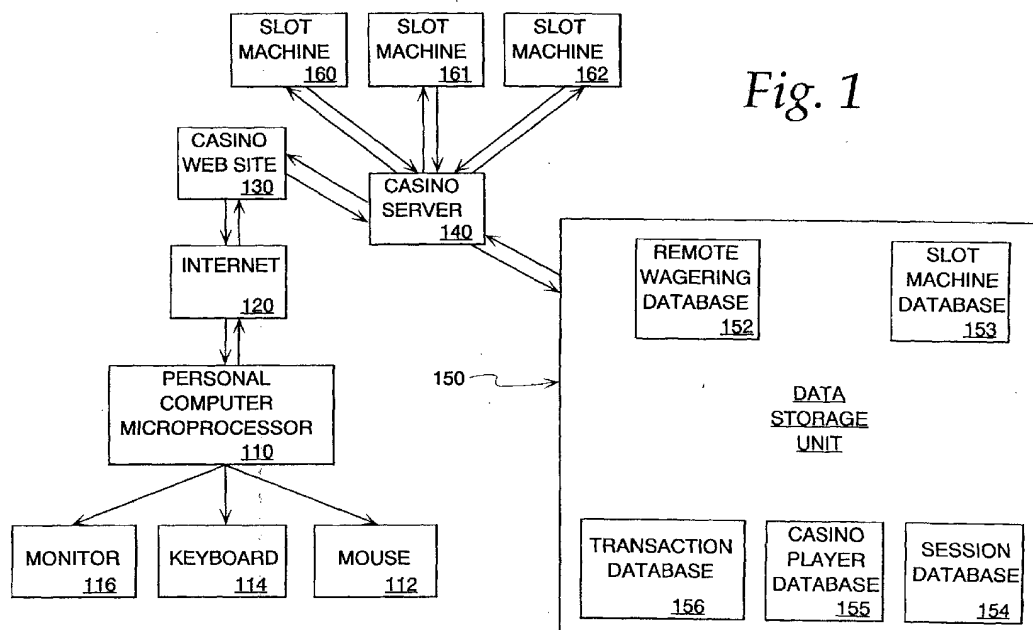 SLOT
MACHINE
160
SLOT
MACHINE
161
SLOT
MACHINE
162
Fig. 1
CASINO
WEB SITE
130
CASINO
SERVER
140
INTERNET
120
REMOTE
WAGERING
DATABASE
152
SLOT
MACHINE
DATABASE
153
PERSONAL
COMPUTER
MICROPROCESSOR
110
150
DATA
STORAGE
UNIT
MONITOR
116
KEYBOARD
114
MOUSE
112
TRANSACTION
DATABASE
156
CASINO
PLAYER
DATABASE
155
SESSION
DATABASE
154